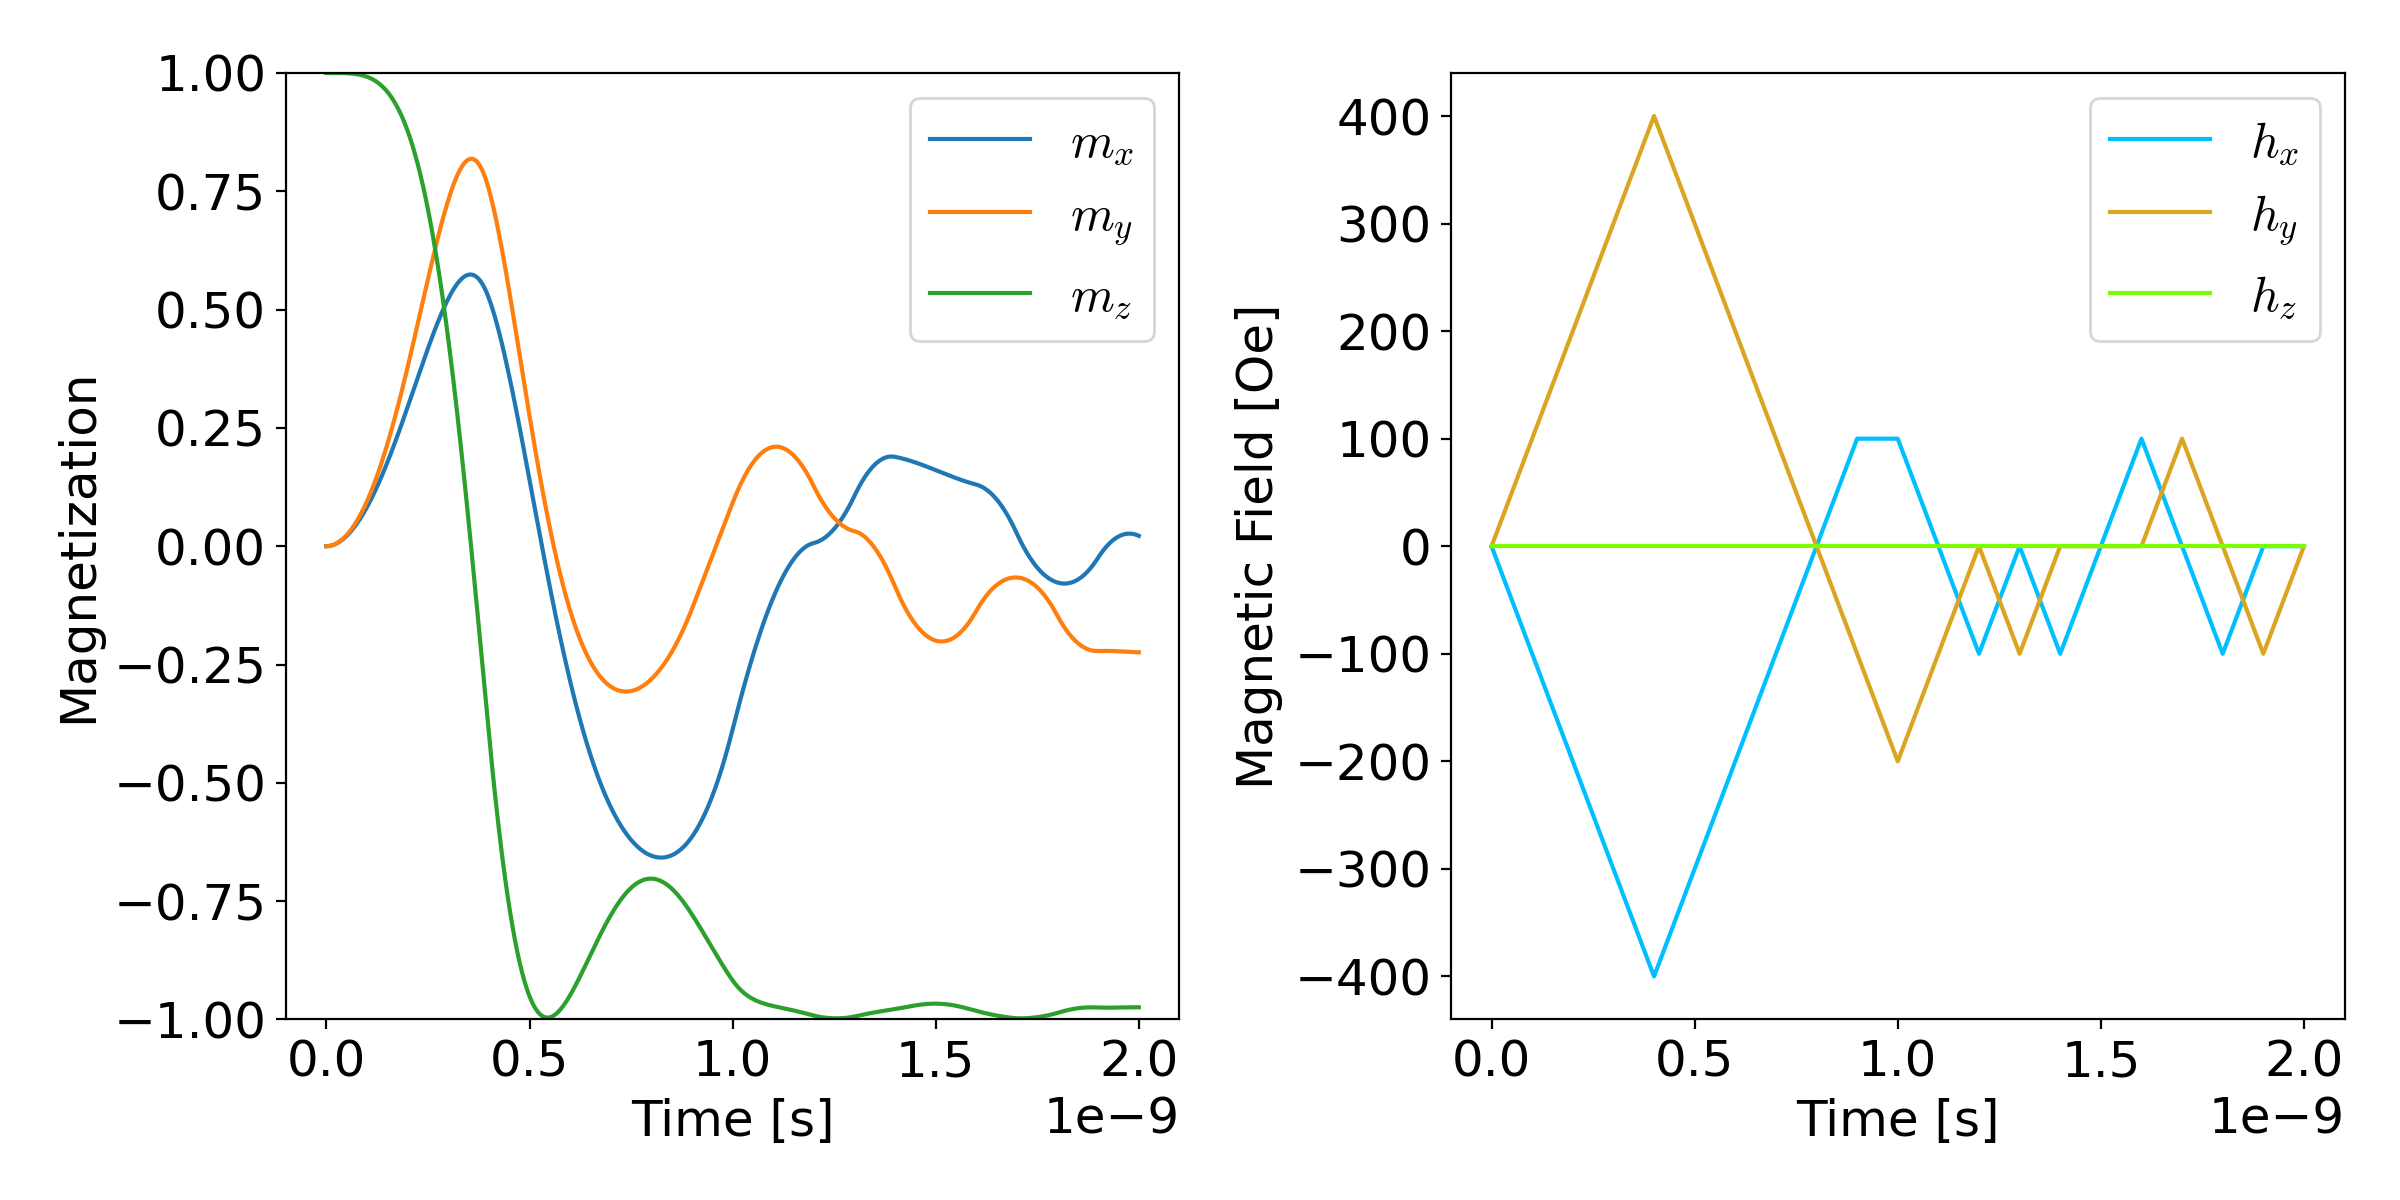 Magnetization
1.00
0.75
0.50
0.25
0.00
−0.25
−0.50
−0.75
−1.00
0.0 0.5 1.0 1.5 2.0
Time [s]
1e−9
m_x
m_y
m_z
Magnetic Field [Oe]
400
300
200
100
0
−100
−200
−300
−400
0.0 0.5 1.0 1.5 2.0
Time [s]
1e−9
h_x
h_y
h_z